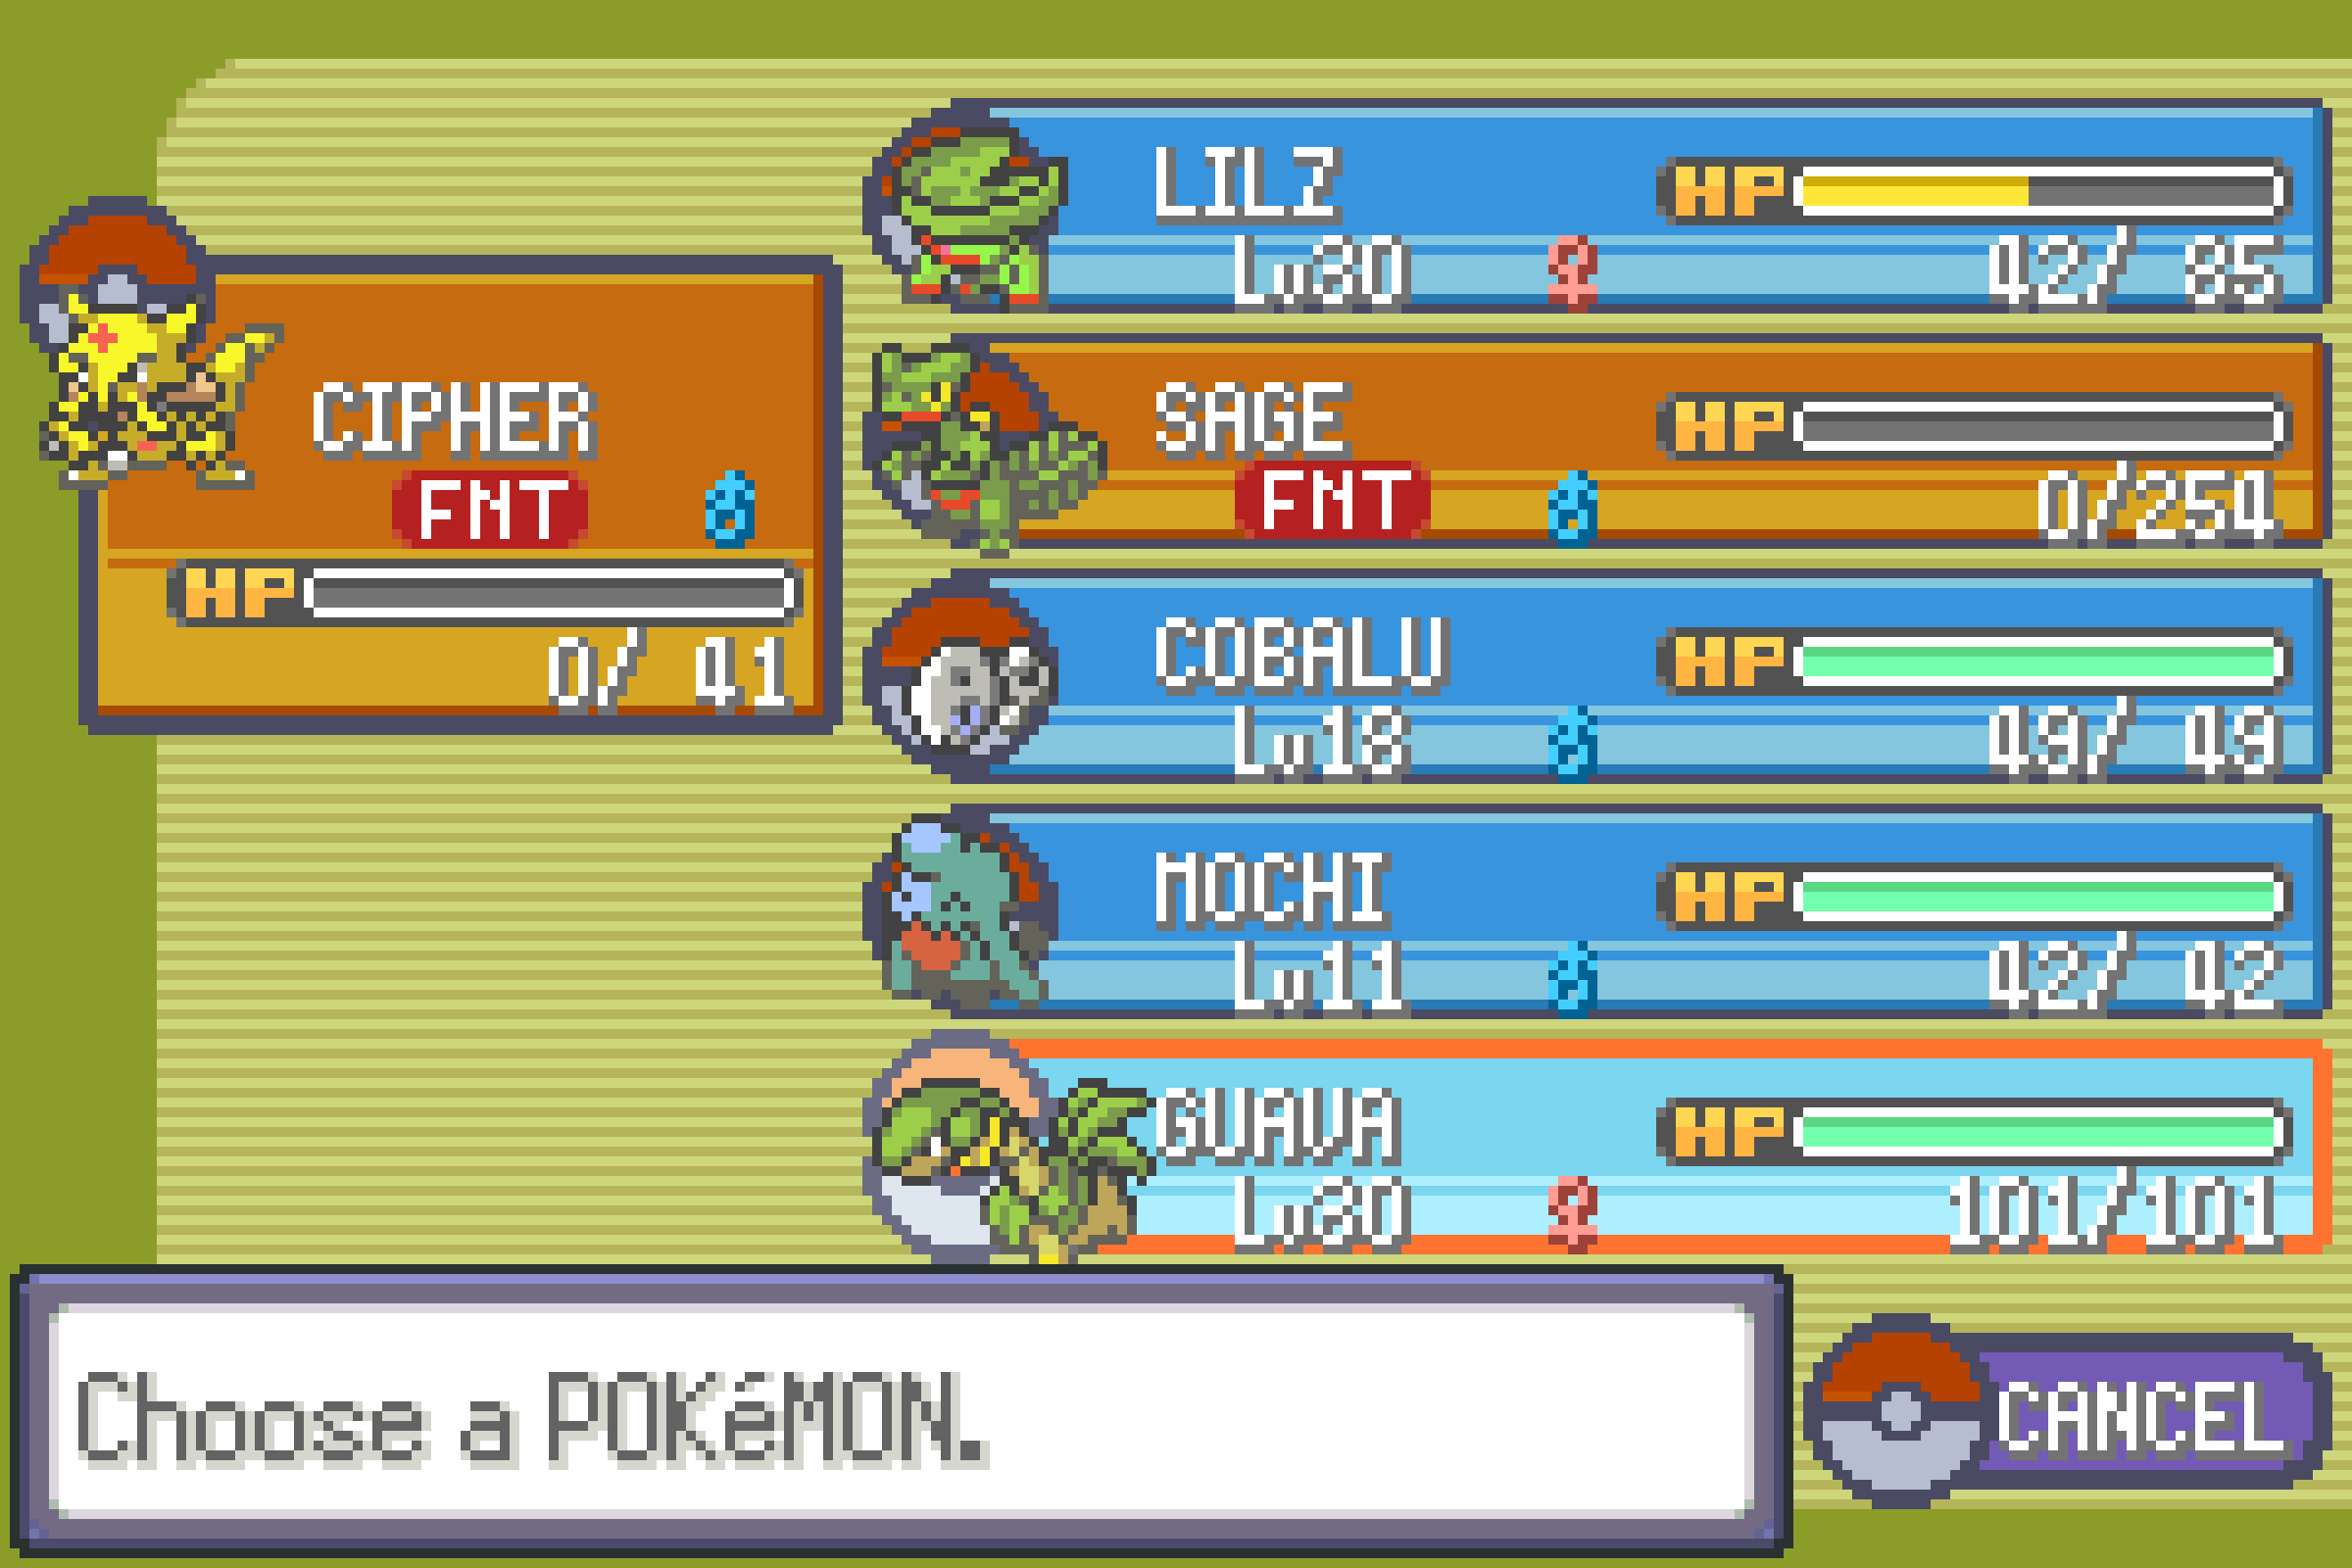 CIPHER
FNT ♂
HP
0/ 41
LILZ HP
Lv30 ♀ 42/ 85
SAGE HP
FNT ♂ 0/254
COBALU HP
Lv18 ♂ 49/ 49
MOCHI HP
Lv11 ♂ 42/ 42
GUAVA HP
Lv30 ♀ 101/101
Choose a POKéMON.
CANCEL